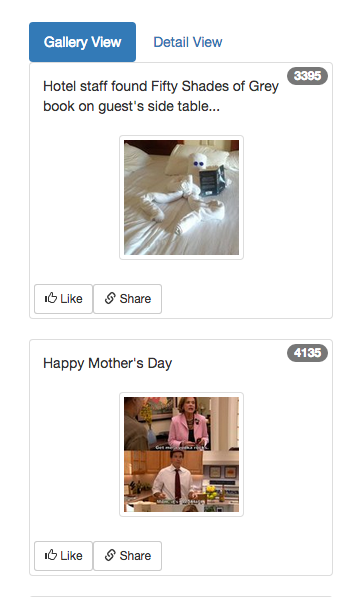 Gallery View
Detail View
3395
Hotel staff found Fifty Shades of Grey
book on guest's side table...
Like
Share
4135
Happy Mother's Day
Get me a vodka rocks.
Like
Share